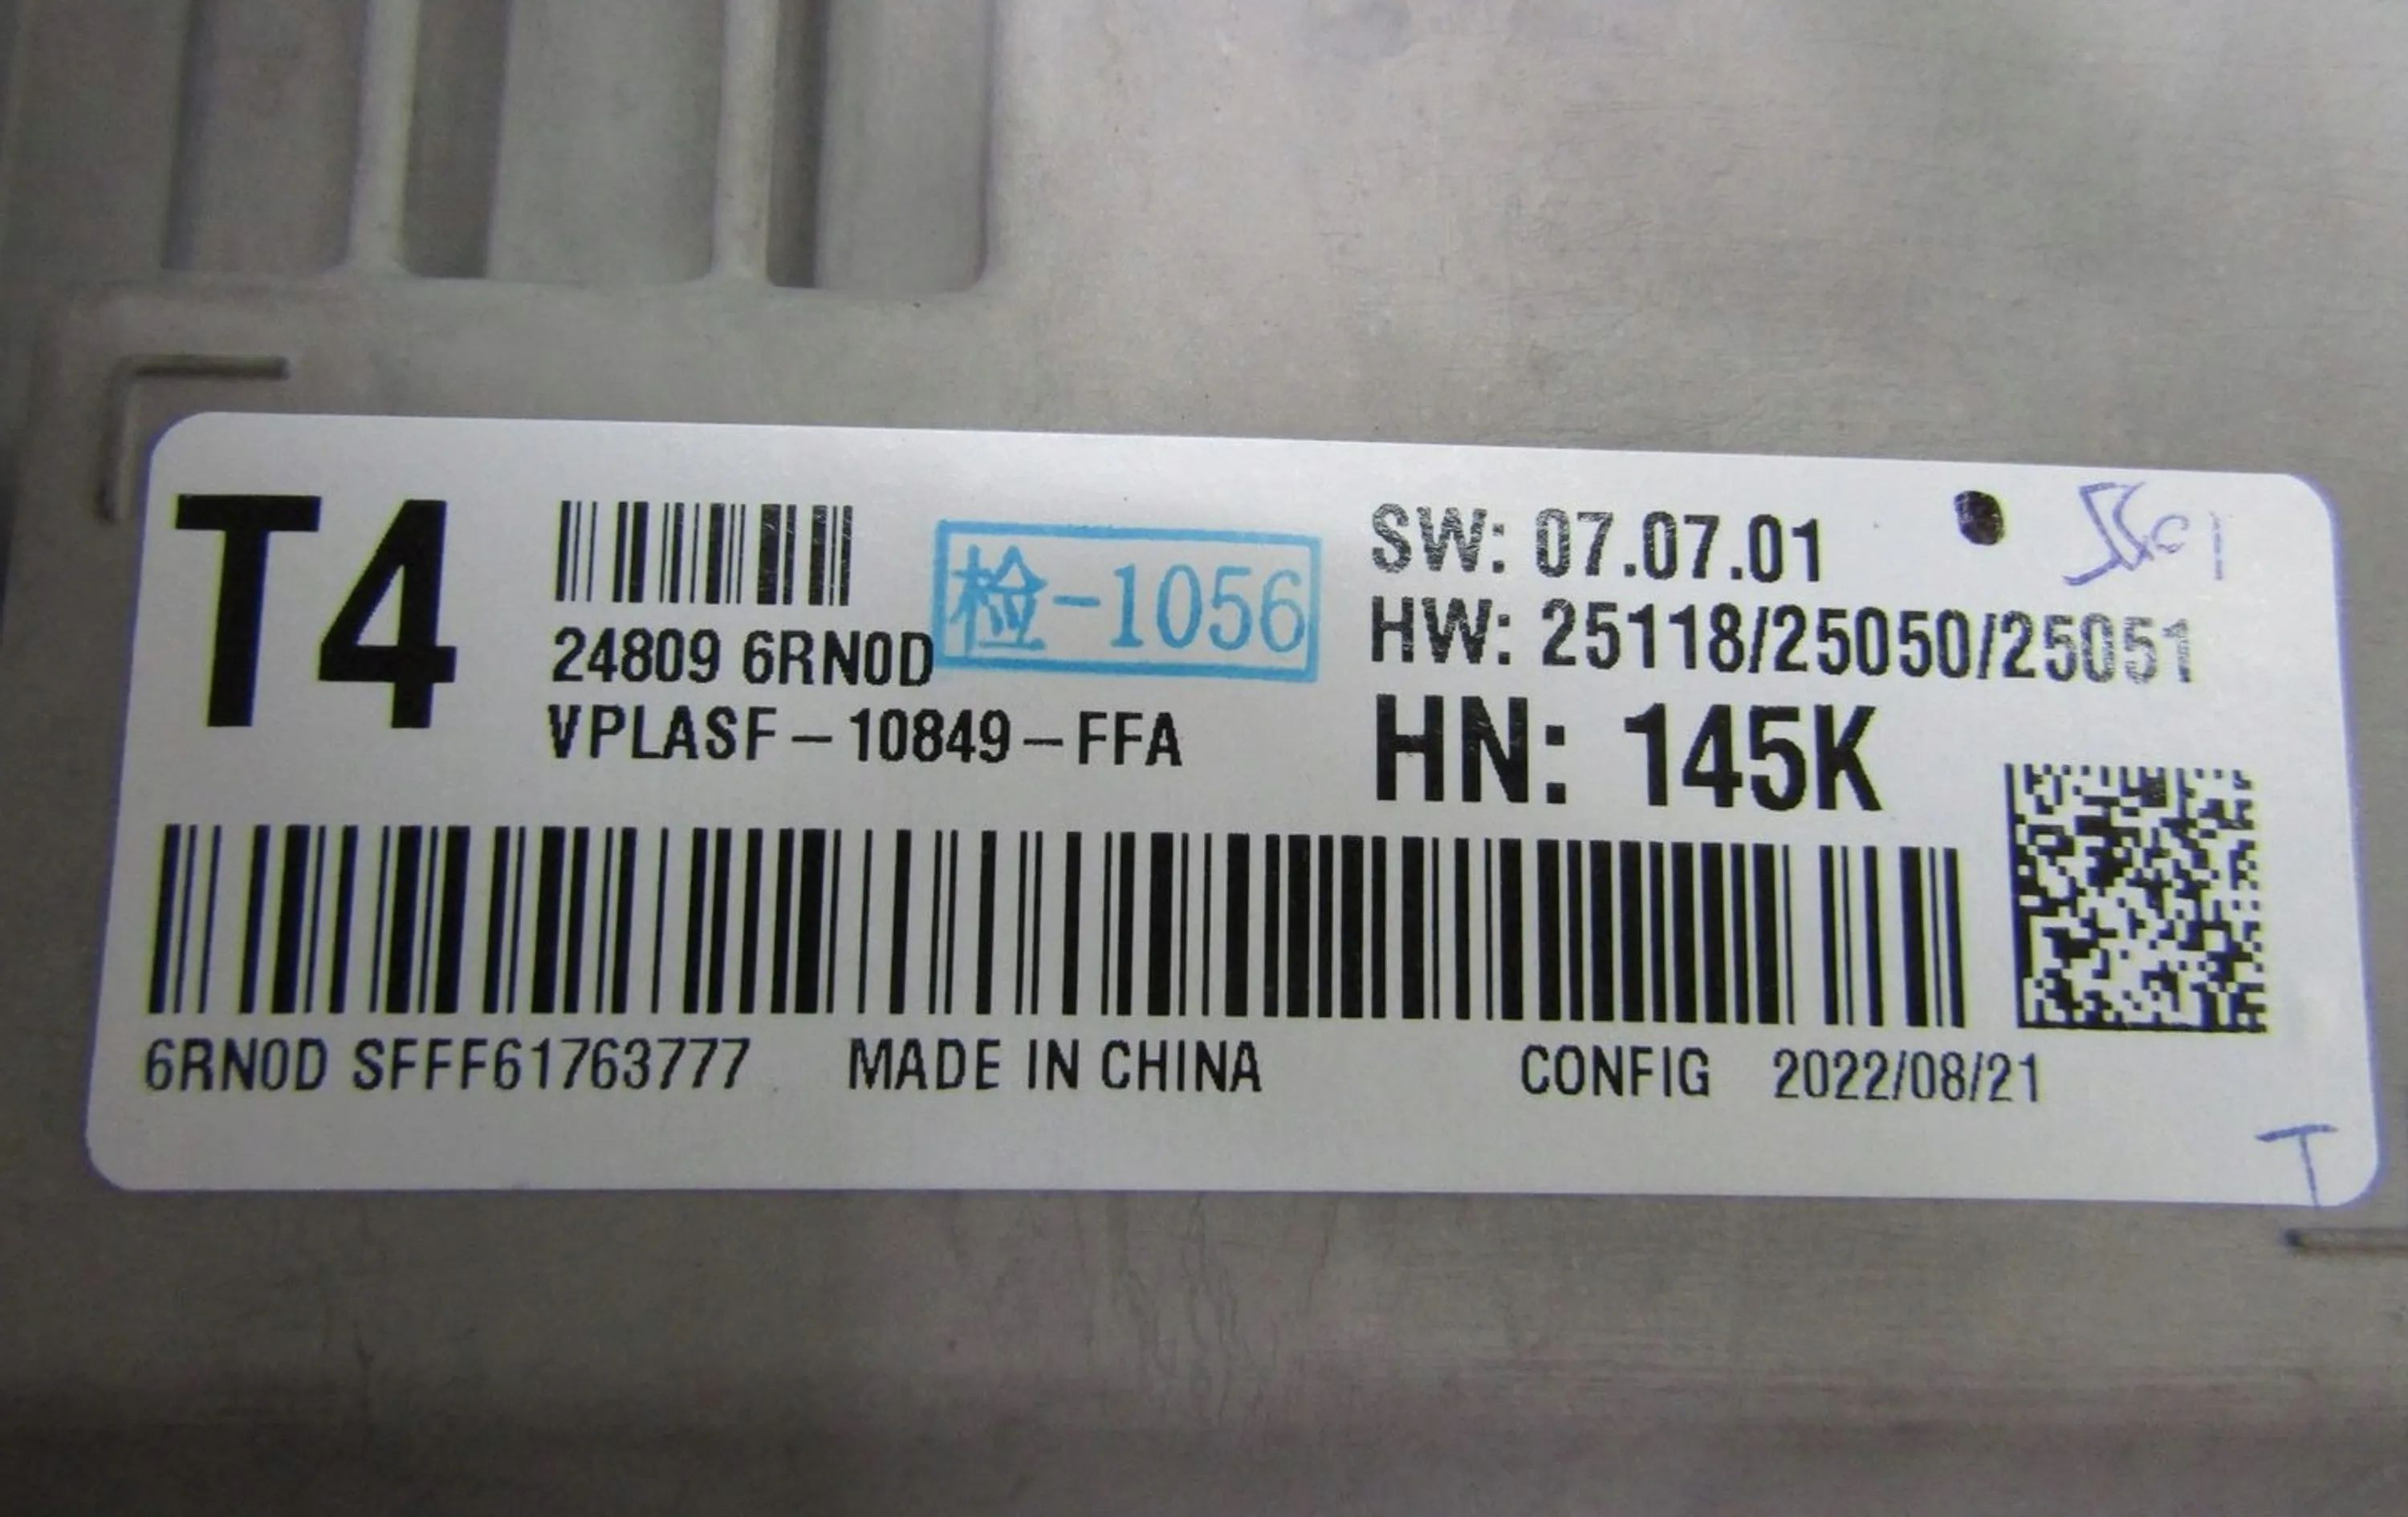 T4
24809 6RN0D
VPLASF-10849-FFA
检-1056
SW: 07.07.01
HW: 25118/25050/25051
HN: 145K
6RN0D SFFF61763777 MADE IN CHINA CONFIG 2022/08/21
T